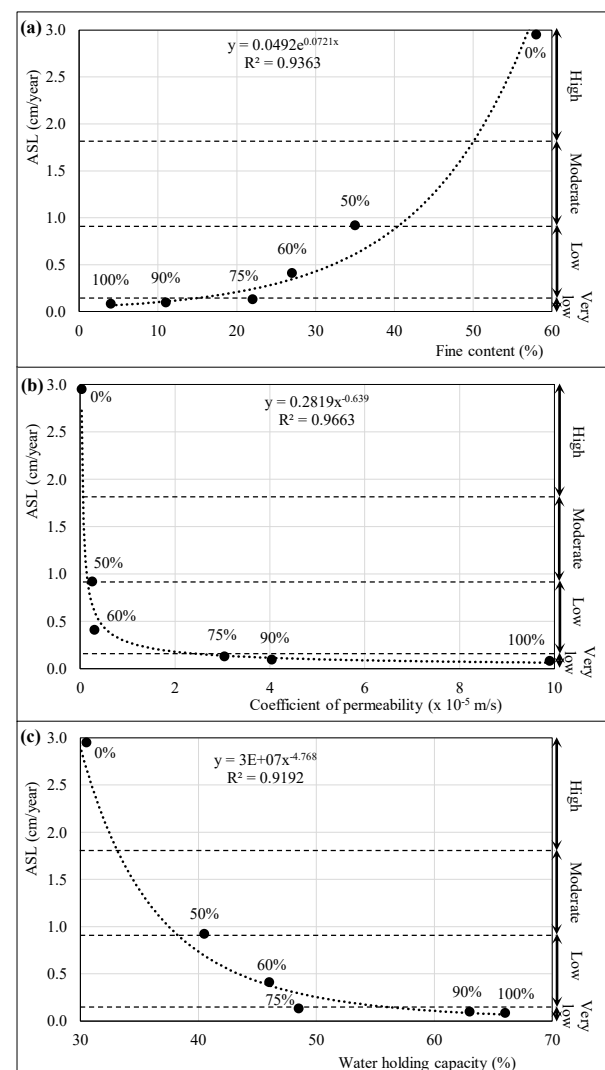 (a)
y = 0.0492e^0.0721x
R² = 0.9363
ASL (cm/year)
3.0
2.5
2.0
1.5
1.0
0.5
0.0
0%
50%
60%
75%
90%
100%
High
Moderate
Low
Very low
0 10 20 30 40 50 60
Fine content (%)
(b)
y = 0.2819x^-0.639
R² = 0.9663
ASL (cm/year)
3.0
2.5
2.0
1.5
1.0
0.5
0.0
0%
50%
60%
75%
90%
100%
High
Moderate
Low
Very low
0 2 4 6 8 10
Coefficient of permeability (x 10^-5 m/s)
(c)
y = 3E+07x^-4.768
R² = 0.9192
ASL (cm/year)
3.0
2.5
2.0
1.5
1.0
0.5
0.0
0%
50%
60%
75%
90%
100%
High
Moderate
Low
Very low
30 40 50 60 70
Water holding capacity (%)